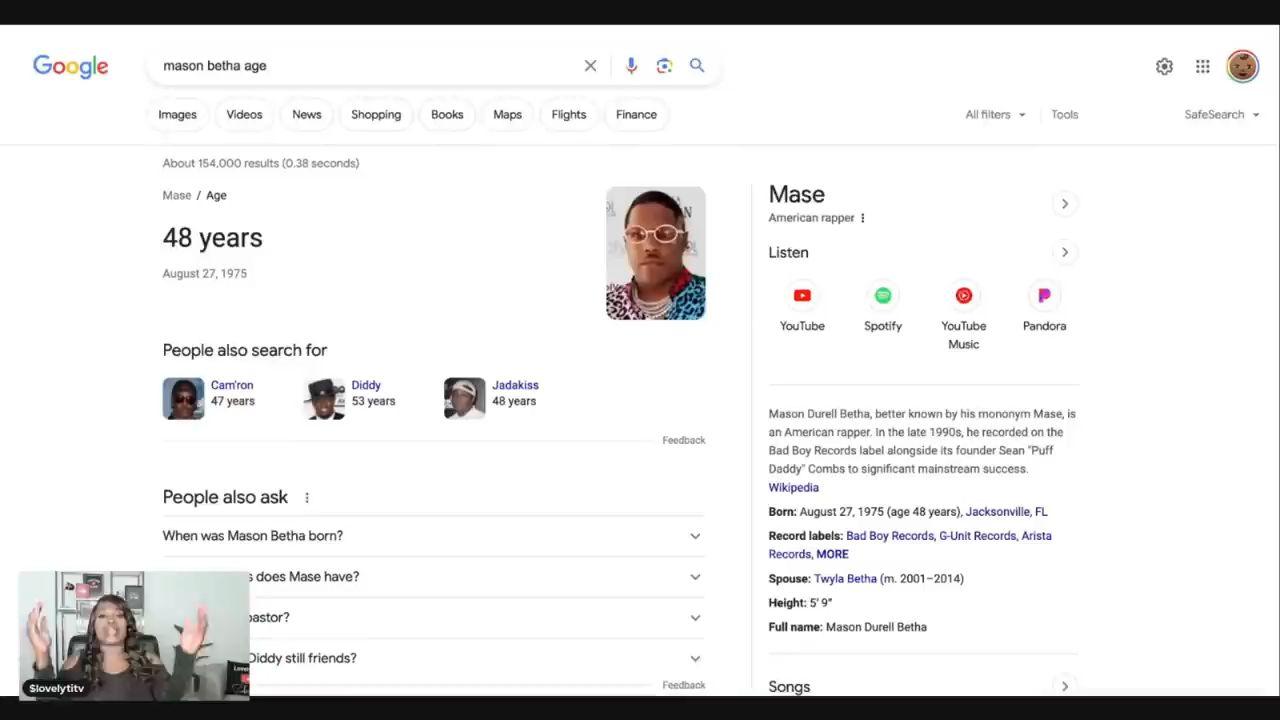 Google
mason betha age
Images
Videos
News
Shopping
Books
Maps
Flights
Finance
All filters
Tools
SafeSearch
About 154,000 results (0.38 seconds)
Mase / Age
48 years
August 27, 1975
People also search for
Cam'ron
47 years
Diddy
53 years
Jadakiss
48 years
Feedback
People also ask
When was Mason Betha born?
does Mase have?
Diddy still friends?
Feedback
$lovelytitv
Mase
American rapper
Listen
YouTube
Spotify
YouTube
Music
Pandora
Mason Durell Betha, better known by his mononym Mase, is
an American rapper. In the late 1990s, he recorded on the
Bad Boy Records label alongside its founder Sean "Puff
Daddy" Combs to significant mainstream success.
Wikipedia
Born: August 27, 1975 (age 48 years), Jacksonville, FL
Record labels: Bad Boy Records, G-Unit Records, Arista
Records, MORE
Spouse: Twyla Betha (m. 2001–2014)
Height: 5′ 9″
Full name: Mason Durell Betha
Songs